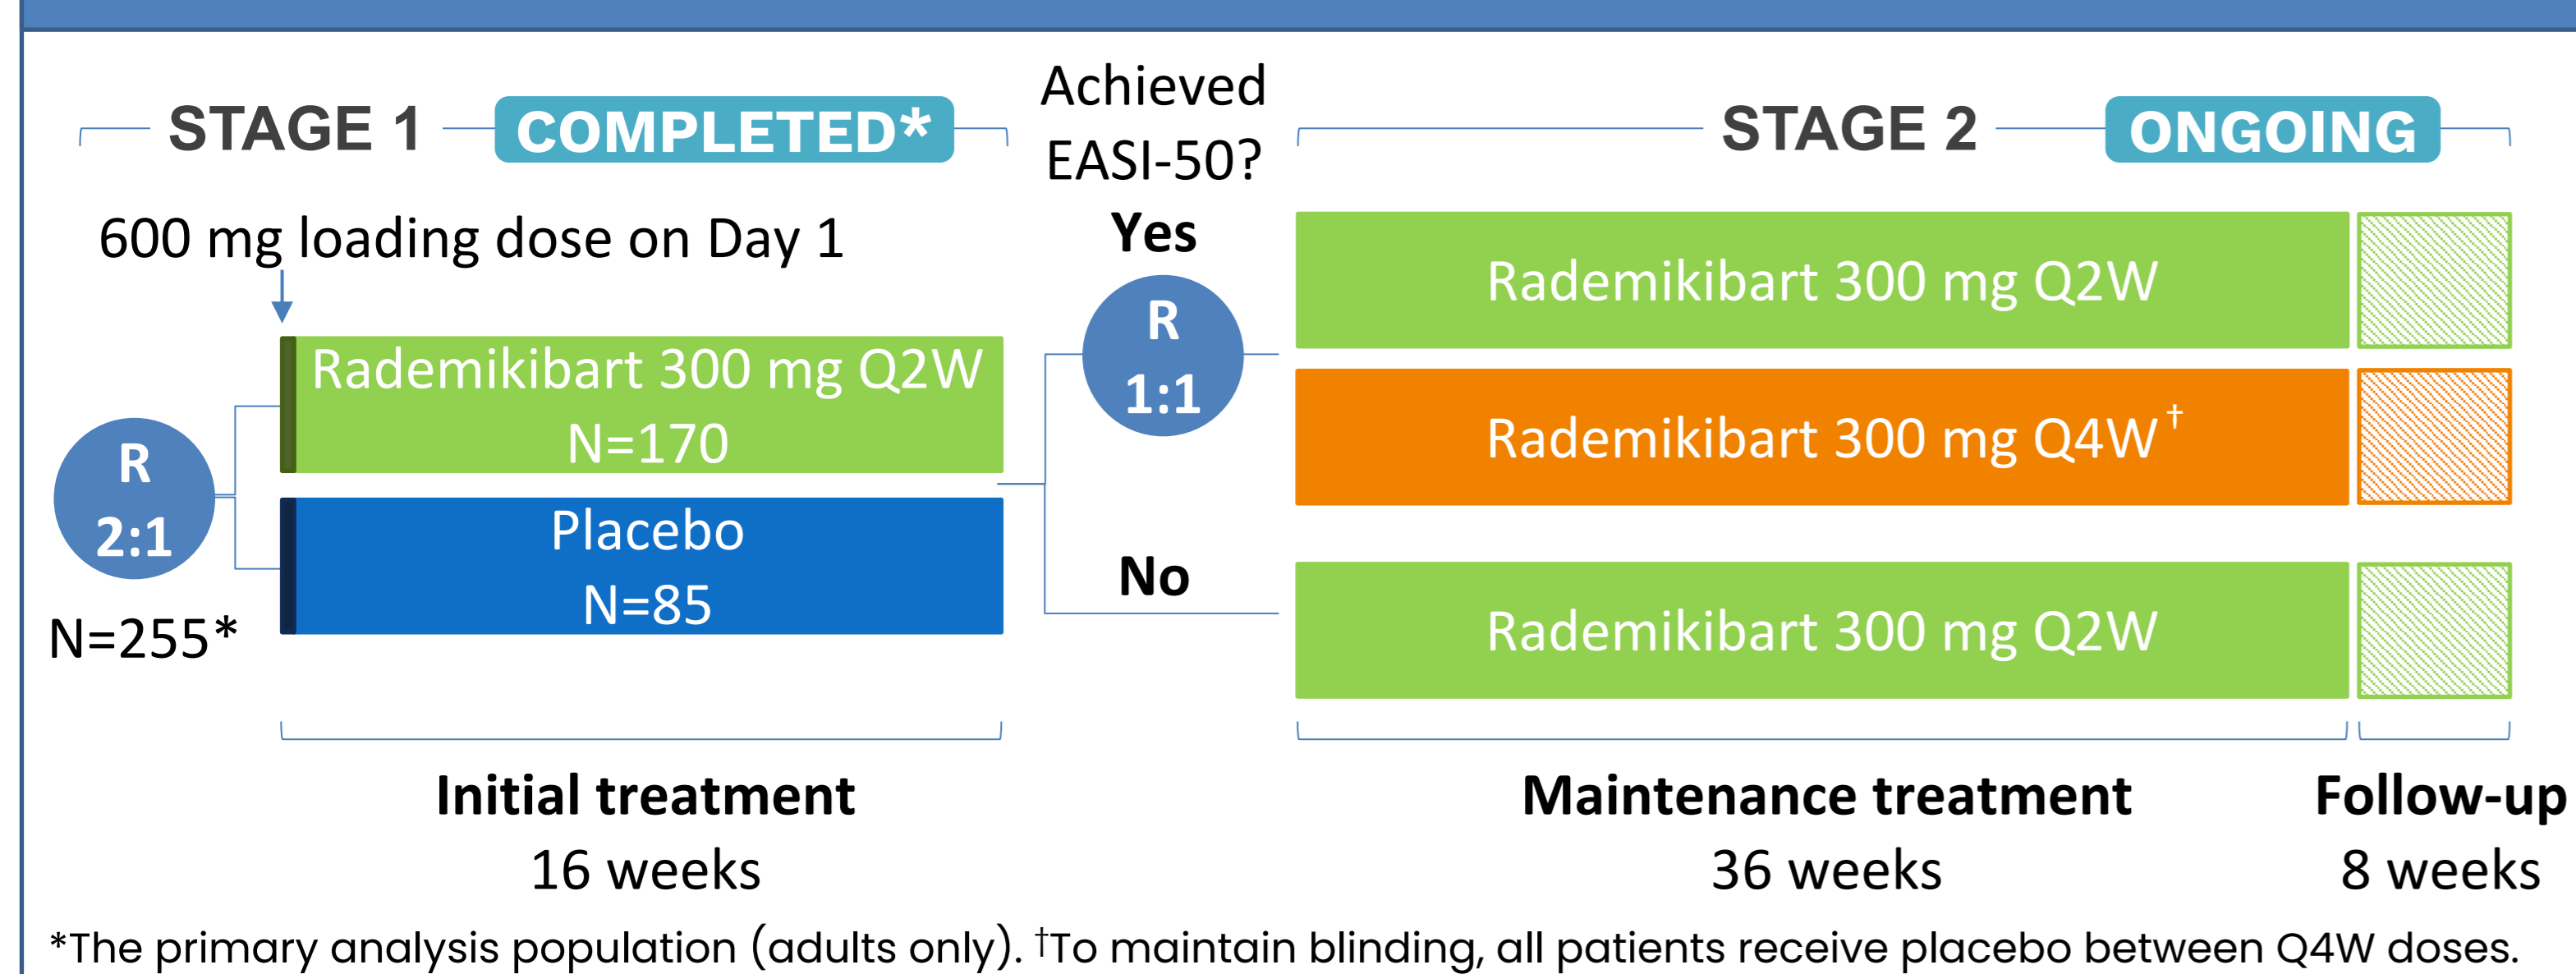 STAGE 1
COMPLETED*
Achieved
EASI-50?
STAGE 2
ONGOING
600 mg loading dose on Day 1
R
2:1
N=255*
Rademikibart 300 mg Q2W
N=170
Placebo
N=85
Yes
R
1:1
No
Rademikibart 300 mg Q2W
Rademikibart 300 mg Q4W†
Rademikibart 300 mg Q2W
Initial treatment
16 weeks
Maintenance treatment
36 weeks
Follow-up
8 weeks
*The primary analysis population (adults only). †To maintain blinding, all patients receive placebo between Q4W doses.